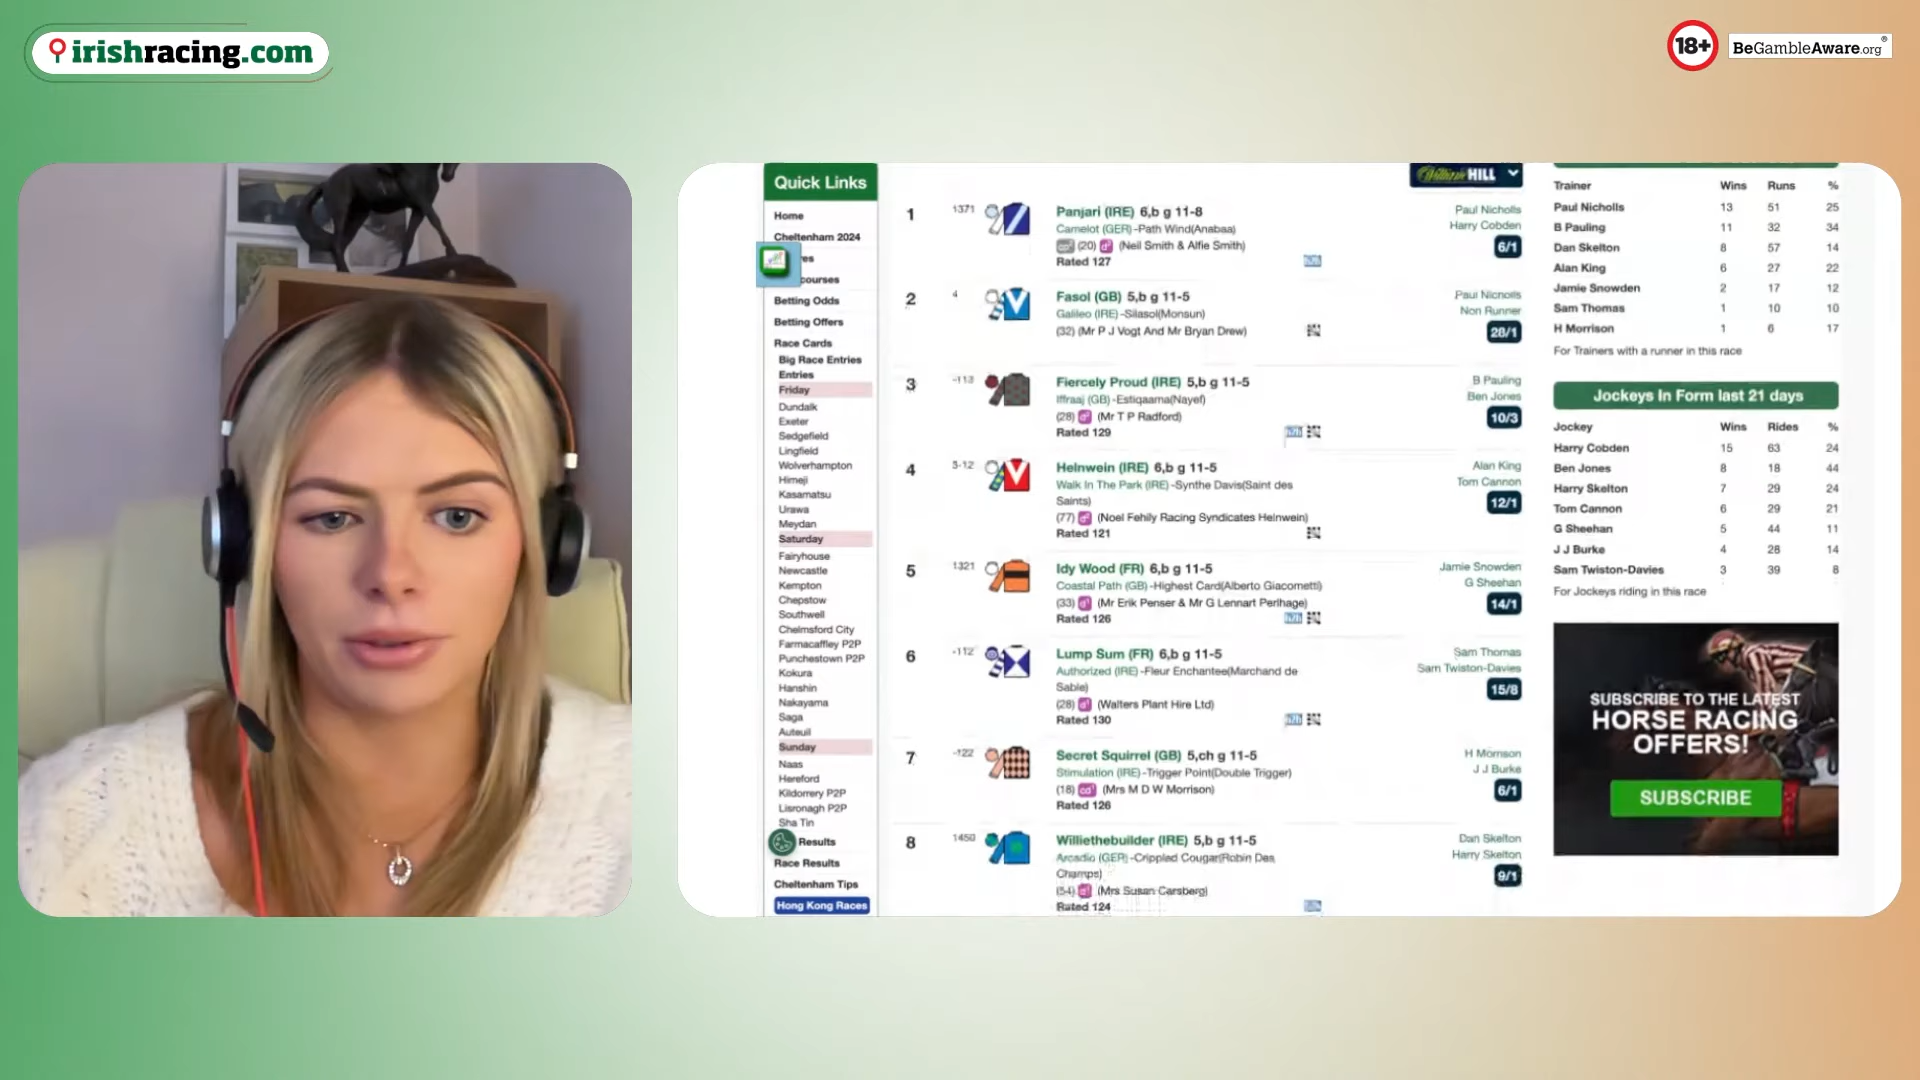 irishracing.com
18+
BeGambleAware.org®
Quick Links
Home
Cheltenham 2024
res
courses
Betting Odds
Betting Offers
Race Cards
Big Race Entries
Entries
Friday
Dundalk
Exeter
Sedgefield
Lingfield
Wolverhampton
Himeji
Kasamatsu
Urawa
Meydan
Saturday
Fairyhouse
Newcastle
Kempton
Chepstow
Southwell
Chelmsford City
Farmacaffley P2P
Punchestown P2P
Kokura
Hanshin
Nakayama
Saga
Auteuil
Sunday
Naas
Hereford
Kildorrery P2P
Lisronagh P2P
Sha Tin
Results
Race Results
Cheltenham Tips
Hong Kong Races
William HILL
1 1371 Panjari (IRE) 6,b g 11-8
Camelot (GER) -Path Wind(Anabaa)
(20) (Neil Smith & Alfie Smith)
Rated 127
Paul Nicholls
Harry Cobden
6/1
2 4 Fasol (GB) 5,b g 11-5
Galileo (IRE) -Silasol(Monsun)
(32) (Mr P J Vogt And Mr Bryan Drew)
Paul Nicholls
Non Runner
28/1
3 -113 Fiercely Proud (IRE) 5,b g 11-5
Iffraaj (GB) -Estiqaama(Nayef)
(28) (Mr T P Radford)
Rated 129
B Pauling
Ben Jones
10/3
4 5-12 Heinwein (IRE) 6,b g 11-5
Walk In The Park (IRE) -Synthe Davis(Saint des
Saints)
(77) (Noel Fehily Racing Syndicates Heinwein)
Rated 121
Alan King
Tom Cannon
12/1
5 1321 Idy Wood (FR) 6,b g 11-5
Coastal Path (GB) -Highest Card(Alberto Giacometti)
(33) (Mr Erik Penser & Mr G Lennart Perlhage)
Rated 126
Jamie Snowden
G Sheehan
14/1
6 -112 Lump Sum (FR) 6,b g 11-5
Authorized (IRE) -Fleur Enchantee(Marchand de
Sable)
(28) (Walters Plant Hire Ltd)
Rated 130
Sam Thomas
Sam Twiston-Davies
15/8
7 -122 Secret Squirrel (GB) 5,ch g 11-5
Stimulation (IRE) -Trigger Point(Double Trigger)
(18) cd (Mrs M D W Morrison)
Rated 126
H Morrison
J J Burke
6/1
8 1450 Williethebuilder (IRE) 5,b g 11-5
Arcadio (GER) -Crippled Cougar(Robin Des
Champs)
(54) (Mrs Susan Carsberg)
Rated 124
Dan Skelton
Harry Skelton
9/1
Trainer Wins Runs %
Paul Nicholls 13 51 25
B Pauling 11 32 34
Dan Skelton 8 57 14
Alan King 6 27 22
Jamie Snowden 2 17 12
Sam Thomas 1 10 10
H Morrison 1 6 17
For Trainers with a runner in this race
Jockeys In Form last 21 days
Jockey Wins Rides %
Harry Cobden 15 63 24
Ben Jones 8 18 44
Harry Skelton 7 29 24
Tom Cannon 6 29 21
G Sheehan 5 44 11
J J Burke 4 28 14
Sam Twiston-Davies 3 39 8
For Jockeys riding in this race
SUBSCRIBE TO THE LATEST
HORSE RACING
OFFERS!
SUBSCRIBE